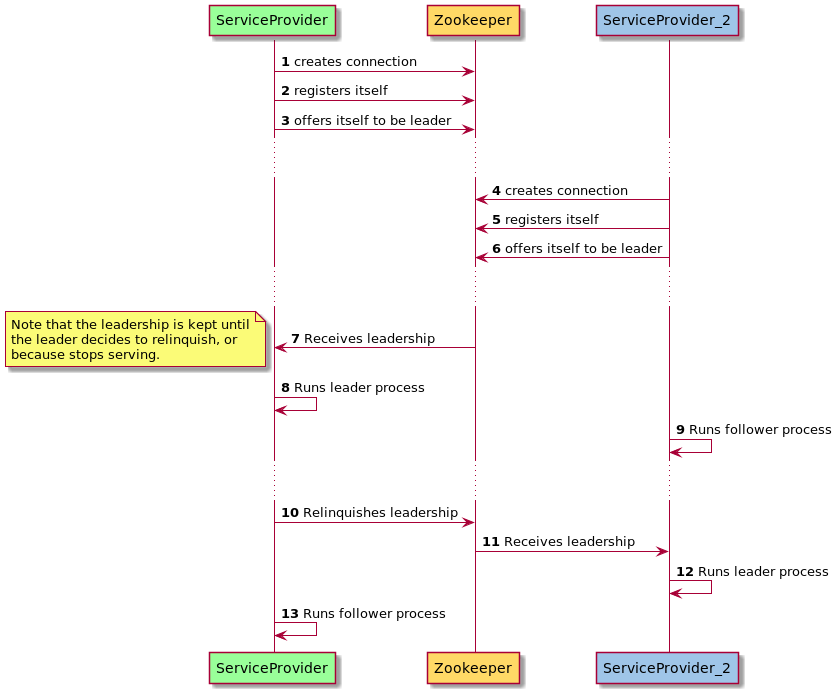 ServiceProvider
Zookeeper
ServiceProvider_2
1 creates connection
2 registers itself
3 offers itself to be leader
4 creates connection
5 registers itself
6 offers itself to be leader
Note that the leadership is kept until
the leader decides to relinquish, or
because stops serving.
7 Receives leadership
8 Runs leader process
9 Runs follower process
10 Relinquishes leadership
11 Receives leadership
12 Runs leader process
13 Runs follower process
ServiceProvider
Zookeeper
ServiceProvider_2